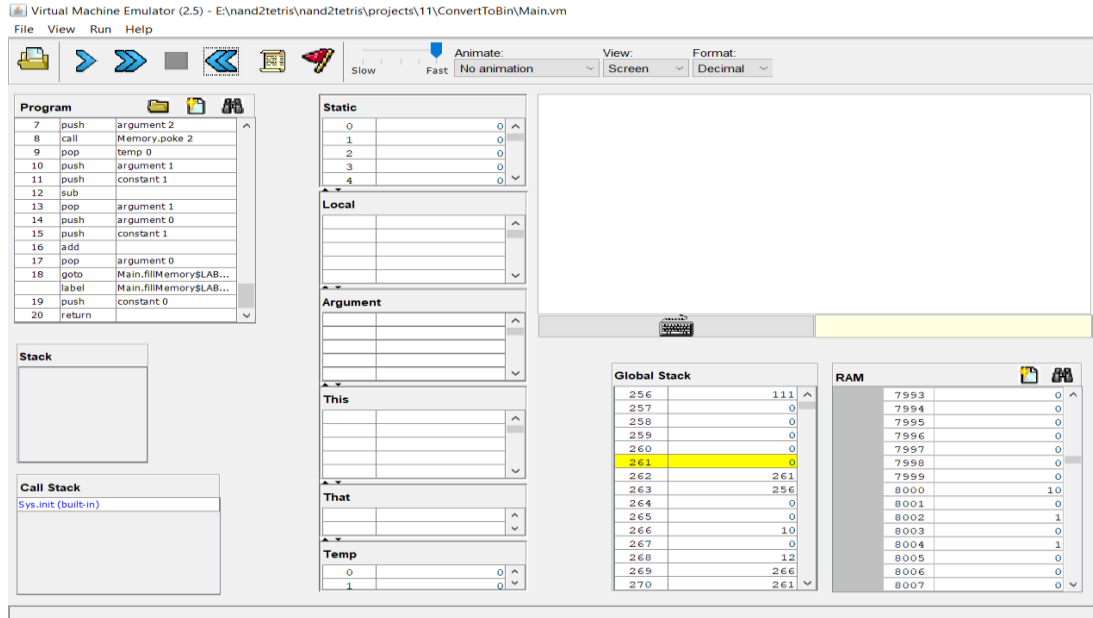 Virtual Machine Emulator (2.5) - E:\nand2tetris\nand2tetris\projects\11\ConvertToBin\Main.vm
File View Run Help
Slow Fast
Animate:
No animation
View:
Screen
Format:
Decimal
Program
7 push argument 2
8 call Memory.poke 2
9 pop temp 0
10 push argument 1
11 push constant 1
12 sub
13 pop argument 1
14 push argument 0
15 push constant 1
16 add
17 pop argument 0
18 goto Main.fillMemory$LAB...
label Main.fillMemory$LAB...
19 push constant 0
20 return
Stack
Call Stack
Sys.init (built-in)
Static
0 0
1 0
2 0
3 0
4 0
Local
Argument
This
That
Temp
0 0
1 0
Global Stack
256 111
257 0
258 0
259 0
260 0
261 0
262 261
263 256
264 0
265 0
266 10
267 0
268 12
269 266
270 261
RAM
7993 0
7994 0
7995 0
7996 0
7997 0
7998 0
7999 0
8000 10
8001 0
8002 1
8003 0
8004 1
8005 0
8006 0
8007 0